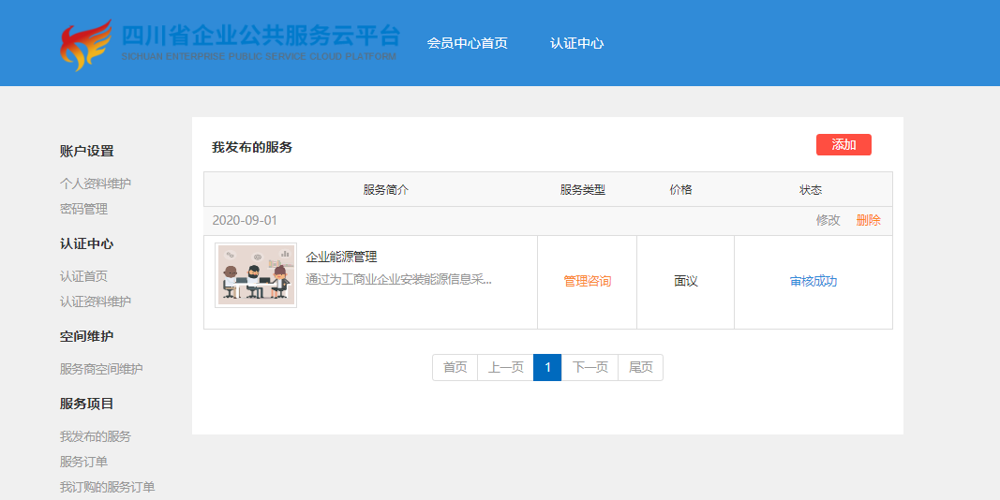 四川省企业公共服务云平台
SICHUAN ENTERPRISE PUBLIC SERVICE CLOUD PLATFORM
会员中心首页 认证中心
账户设置
个人资料维护
密码管理
认证中心
认证首页
认证资料维护
空间维护
服务商空间维护
服务项目
我发布的服务
服务订单
我订购的服务订单
我发布的服务 添加
服务简介 服务类型 价格 状态
2020-09-01 修改 删除
企业能源管理
通过为工商业企业安装能源信息采...
管理咨询 面议 审核成功
首页 上一页 1 下一页 尾页